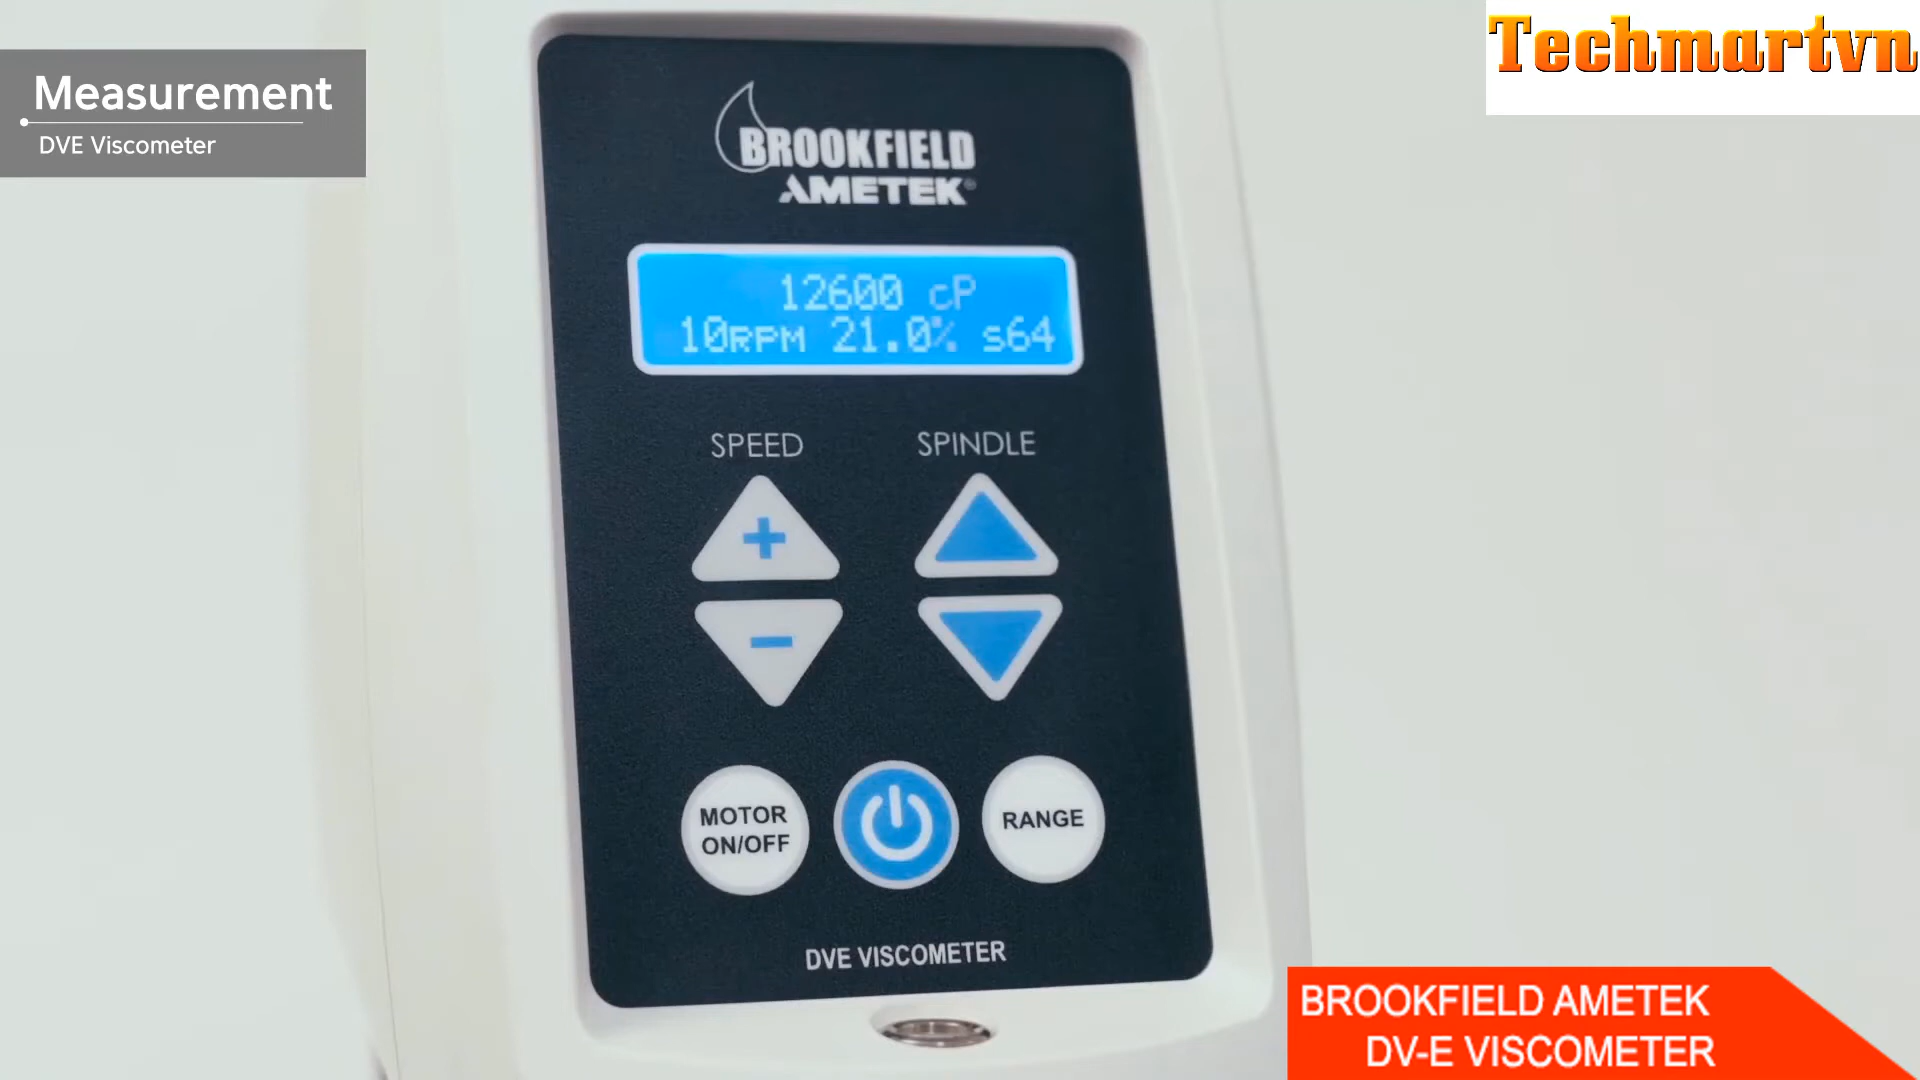 Measurement
DVE Viscometer
Techmartvn
BROOKFIELD
AMETEK®
12600 cP
10RPM 21.0% s64
SPEED
SPINDLE
+
−
MOTOR
ON/OFF
RANGE
DVE VISCOMETER
BROOKFIELD AMETEK
DV-E VISCOMETER